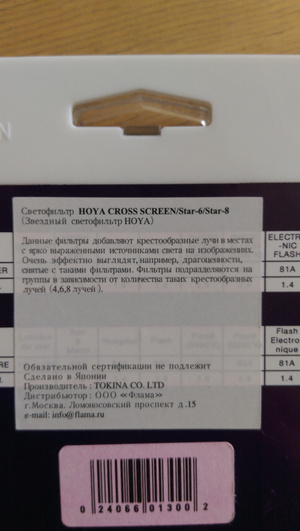 N
Светофильтр HOYA CROSS SCREEN/Star-6/Star-8
(Звездный светофильтр HOYA)
Данные фильтры добавляют крестообразные лучи в местах
с ярко выраженными источниками света на изображениях.
Очень эффектно выглядят, например, драгоценности,
снятые с такими фильтрами. Фильтры подразделяются на
группы в зависимости от количества таких крестообразных
лучей (4,6,8 лучей).
ELECTR
-NIC
FLASH
ER 81A
1.4
Flash
Electro
nique
RE 81A
L 1.4
Обязательной сертификации не подлежит
Сделано в Японии
Производитель : TOKINA CO. LTD
Дистрибьютор : ООО «Флама»
г.Москва. Ломоносовский проспект д.15
e-mail: info@flama.ru
0 24066 01300 2